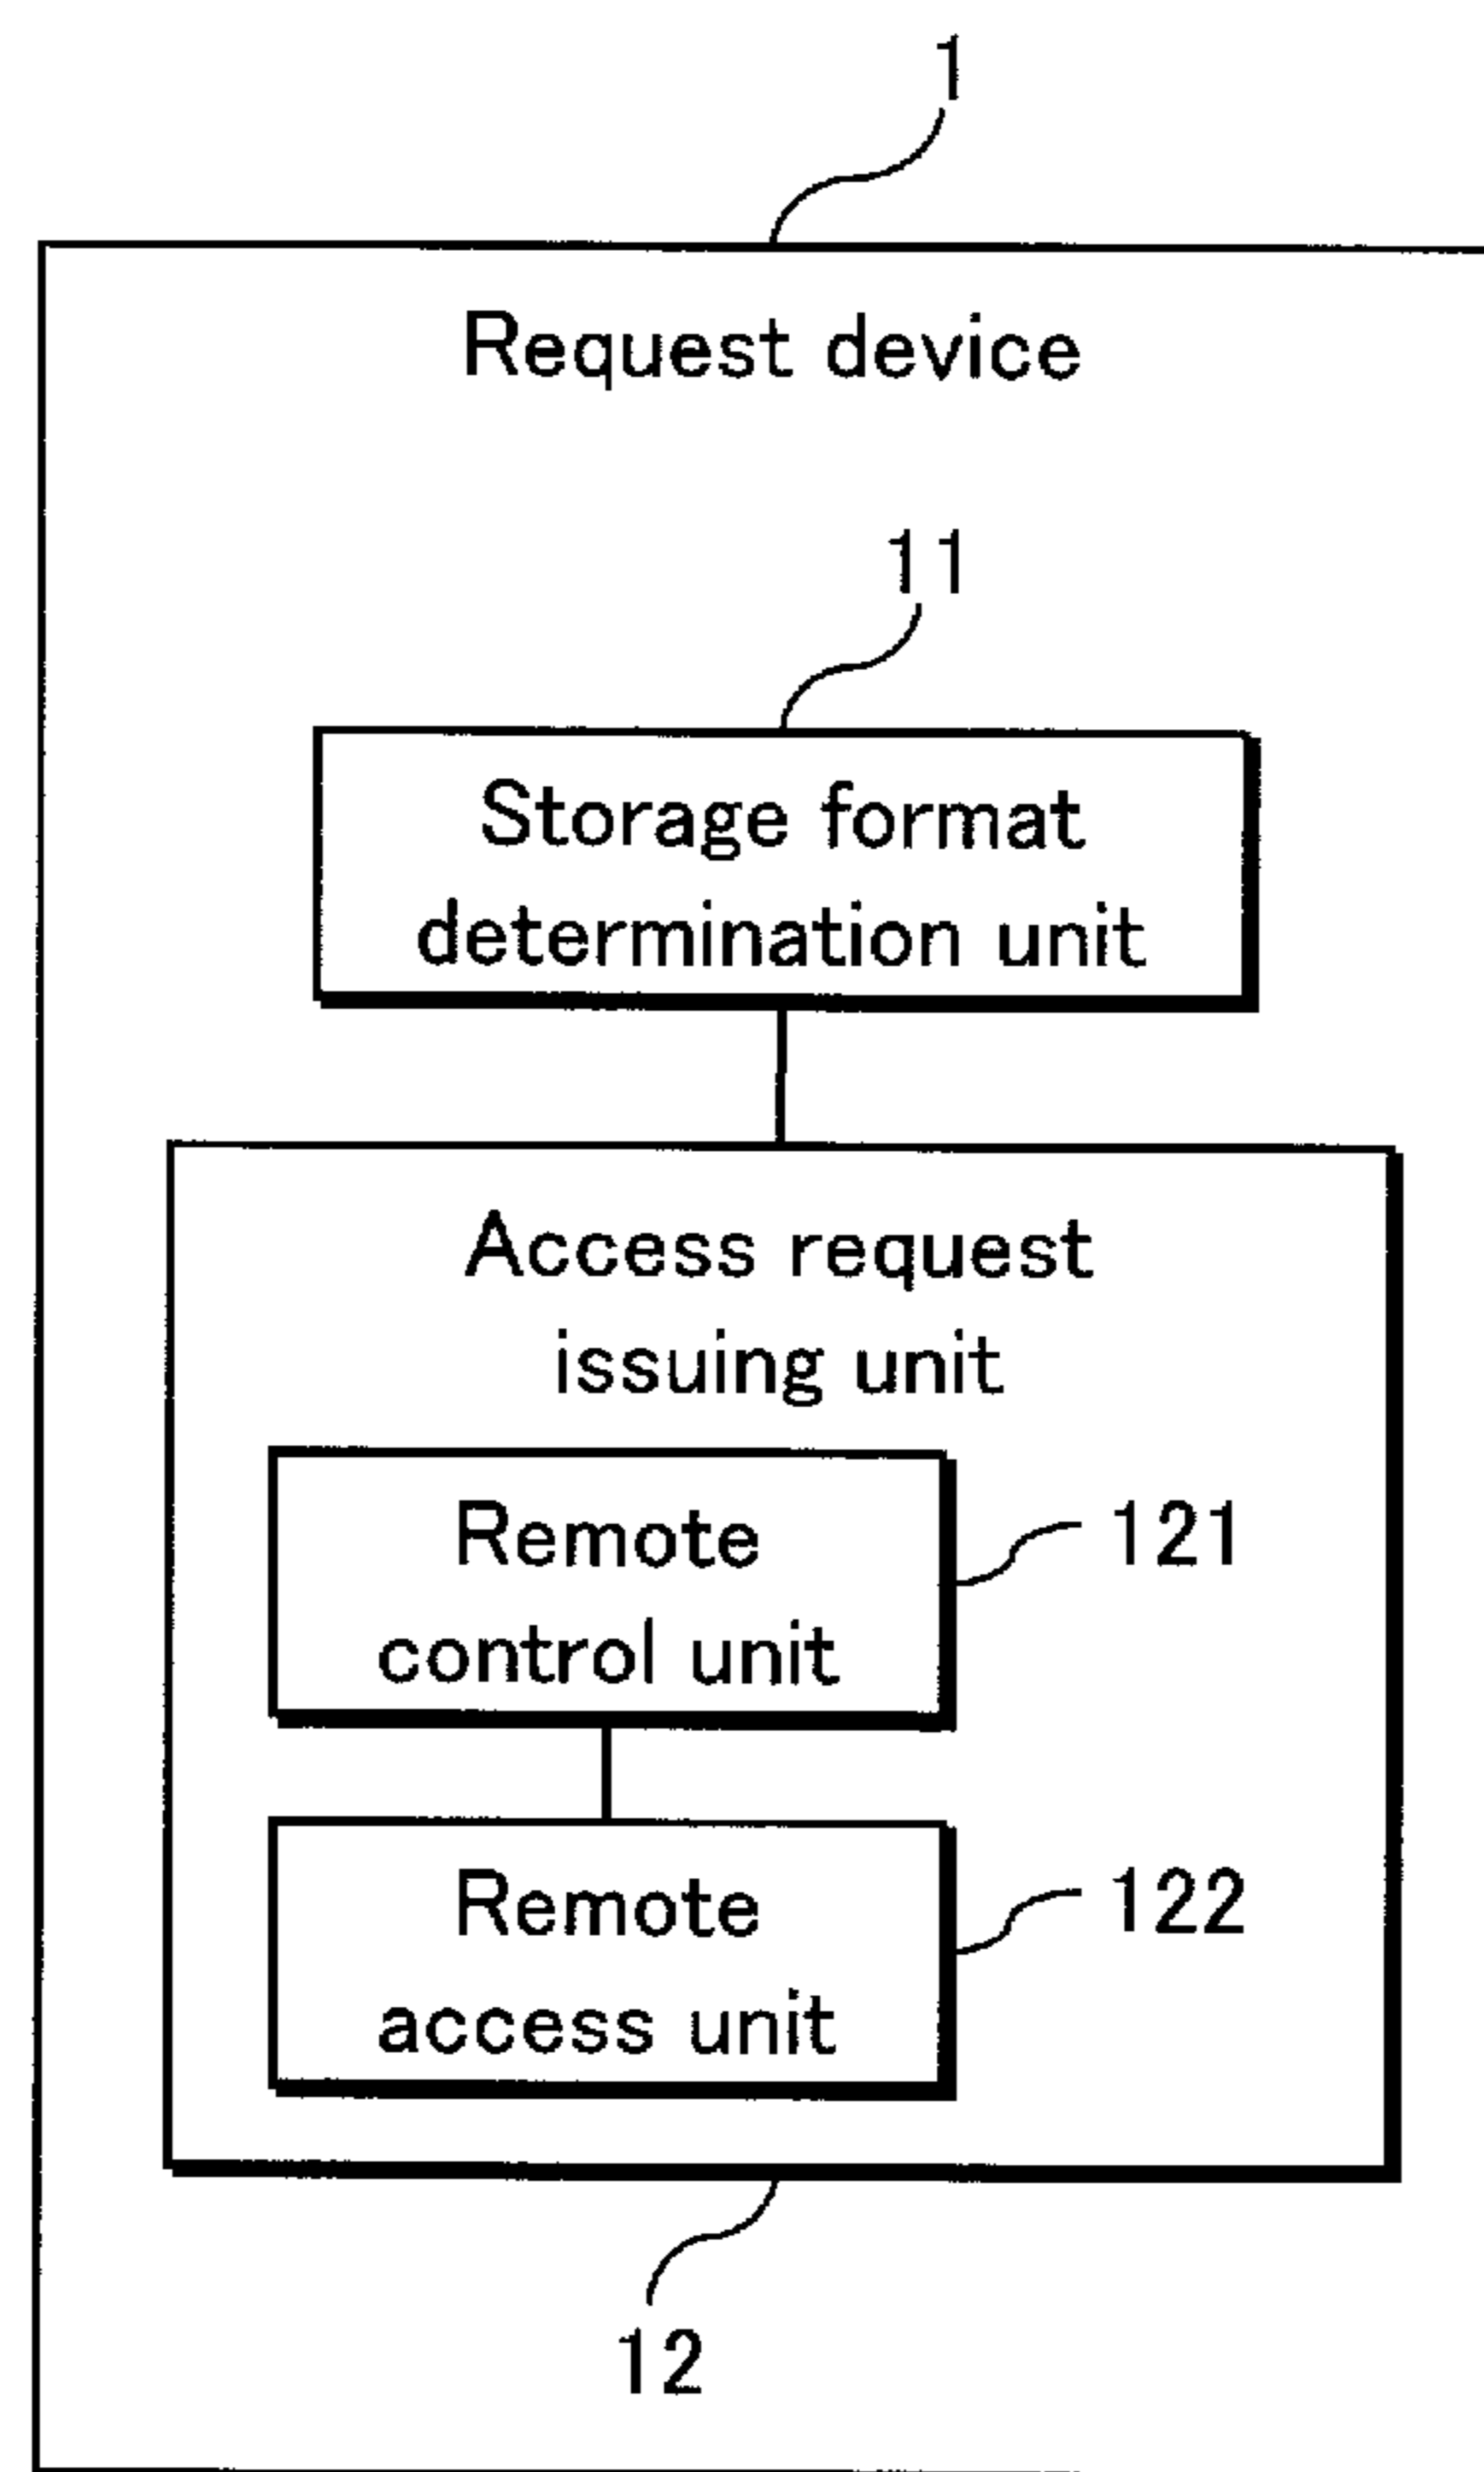 1
Request device
11
Storage format
determination unit
Access request
issuing unit
Remote
control unit
121
Remote
access unit
122
12